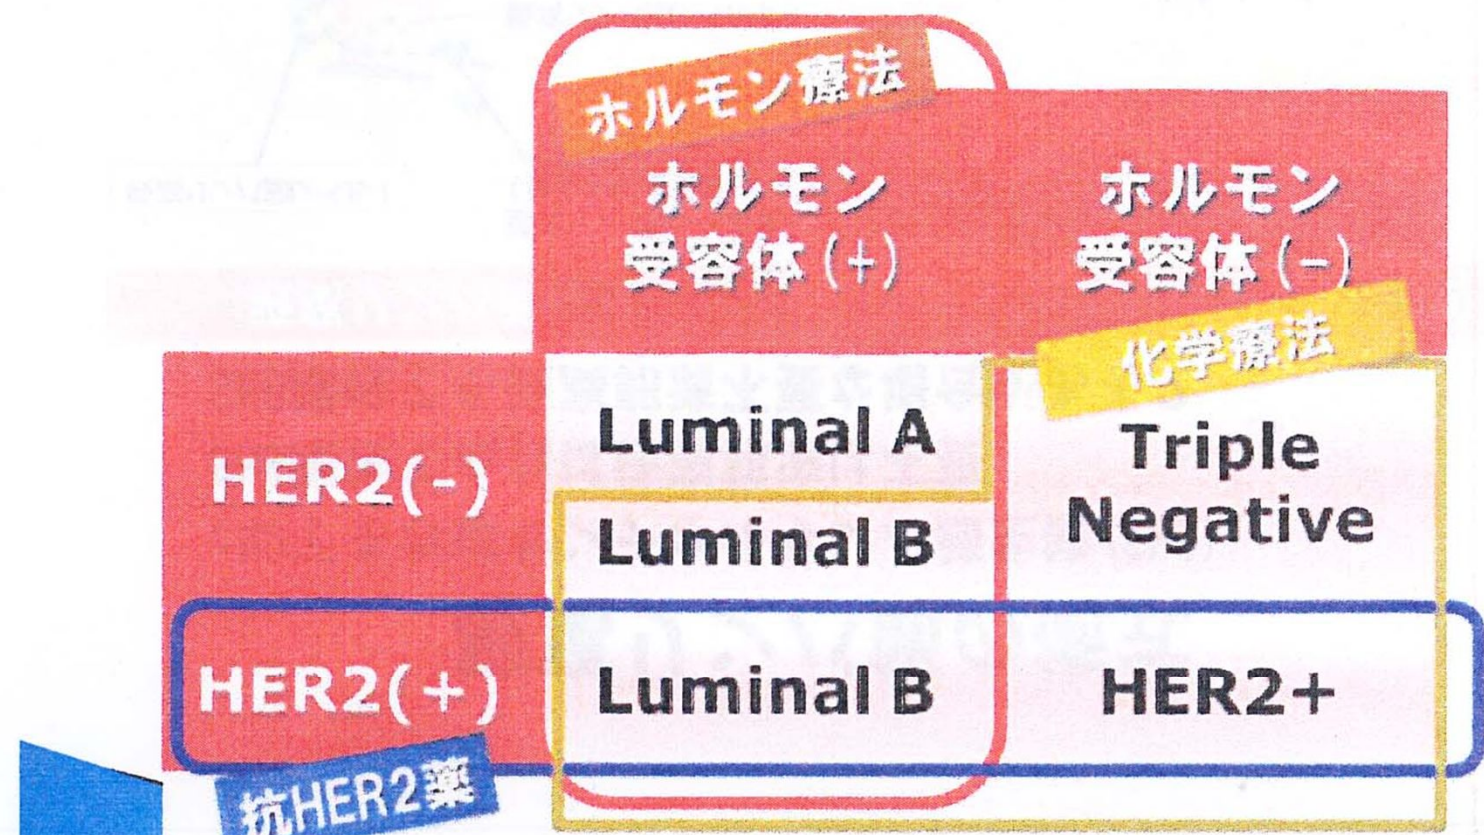 ホルモン療法
ホルモン
受容体(+)
ホルモン
受容体(-)
化学療法
HER2(-)
Luminal A
Luminal B
Triple
Negative
HER2(+)
Luminal B
HER2+
抗HER2薬